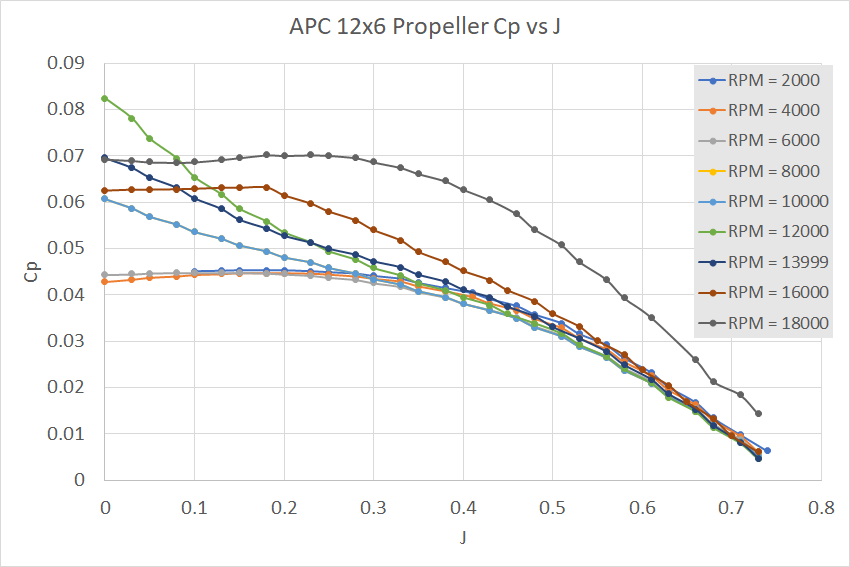 APC 12x6 Propeller Cp vs J
0.09
0.08
0.07
0.06
0.05
0.04
0.03
0.02
0.01
0
Cp
0 0.1 0.2 0.3 0.4 0.5 0.6 0.7 0.8
J
RPM = 2000
RPM = 4000
RPM = 6000
RPM = 8000
RPM = 10000
RPM = 12000
RPM = 13999
RPM = 16000
RPM = 18000